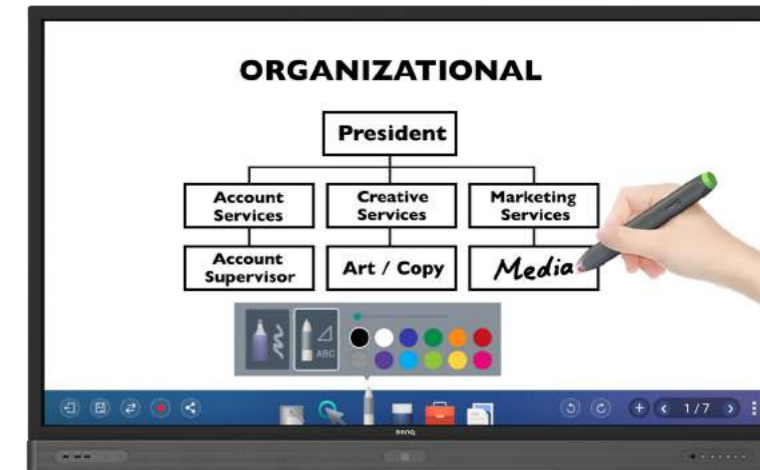 ORGANIZATIONAL
President
Account
Services
Creative
Services
Marketing
Services
Account
Supervisor
Art / Copy
Media
ABC
1/7
BenQ